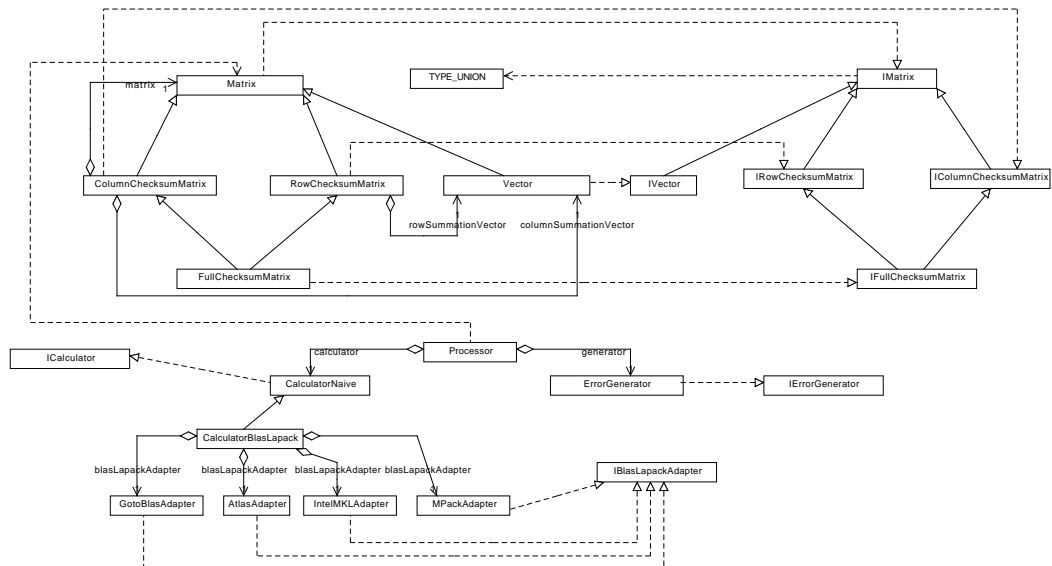 TYPE_UNION
IMatrix
matrix
1
Matrix
ColumnChecksumMatrix
RowChecksumMatrix
Vector
IVector
IRowChecksumMatrix
IColumnChecksumMatrix
1
1
rowSummationVector
columnSummationVector
FullChecksumMatrix
IFullChecksumMatrix
ICalculator
calculator
Processor
generator
CalculatorNaive
ErrorGenerator
IErrorGenerator
CalculatorBlasLapack
blasLapackAdapter
blasLapackAdapter
blasLapackAdapter
blasLapackAdapter
IBlasLapackAdapter
GotoBlasAdapter
AtlasAdapter
IntelMKLAdapter
MPackAdapter